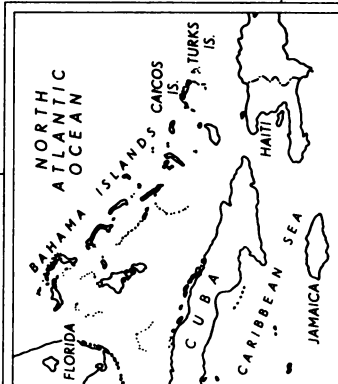 NORTH
ATLANTIC
OCEAN
CAICOS
IS.
TURKS
IS.
BAHAMA ISLANDS
FLORIDA
HAITI
CUBA
CARIBBEAN SEA
JAMAICA